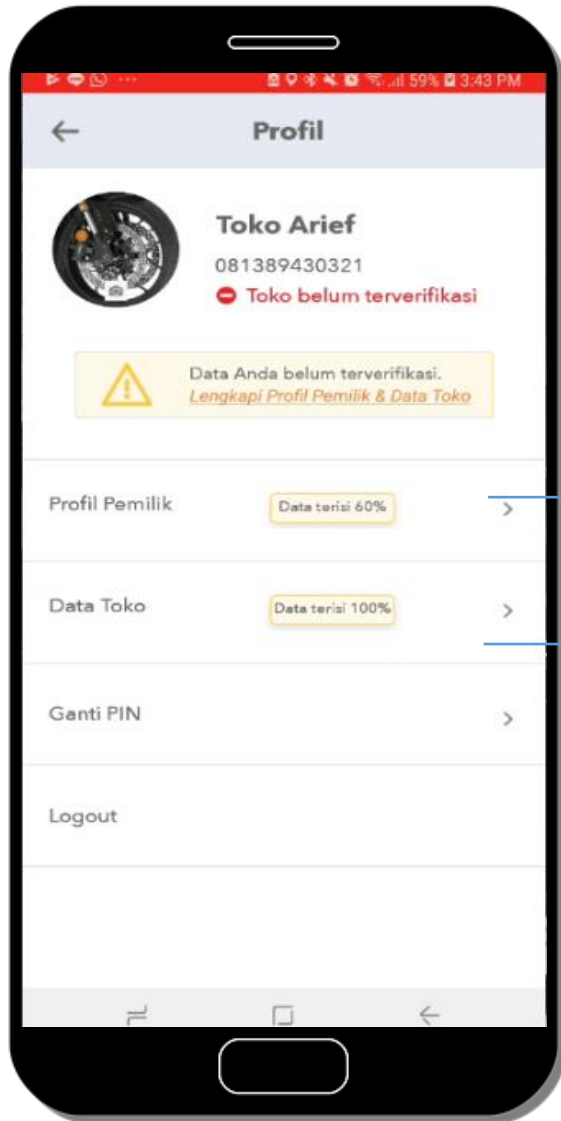 59% 3:43 PM
Profil
Toko Arief
081389430321
Toko belum terverifikasi
Data Anda belum terverifikasi.
Lengkapi Profil Pemilik & Data Toko
Profil Pemilik
Data terisi 60%
Data Toko
Data terisi 100%
Ganti PIN
Logout